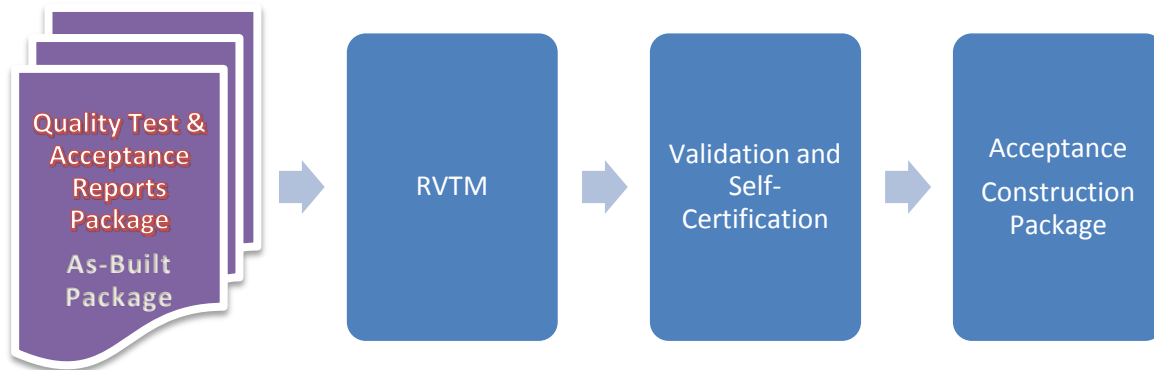 Quality Test &
Acceptance
Reports
Package
As-Built
Package
RVTM
Validation and
Self-
Certification
Acceptance
Construction
Package